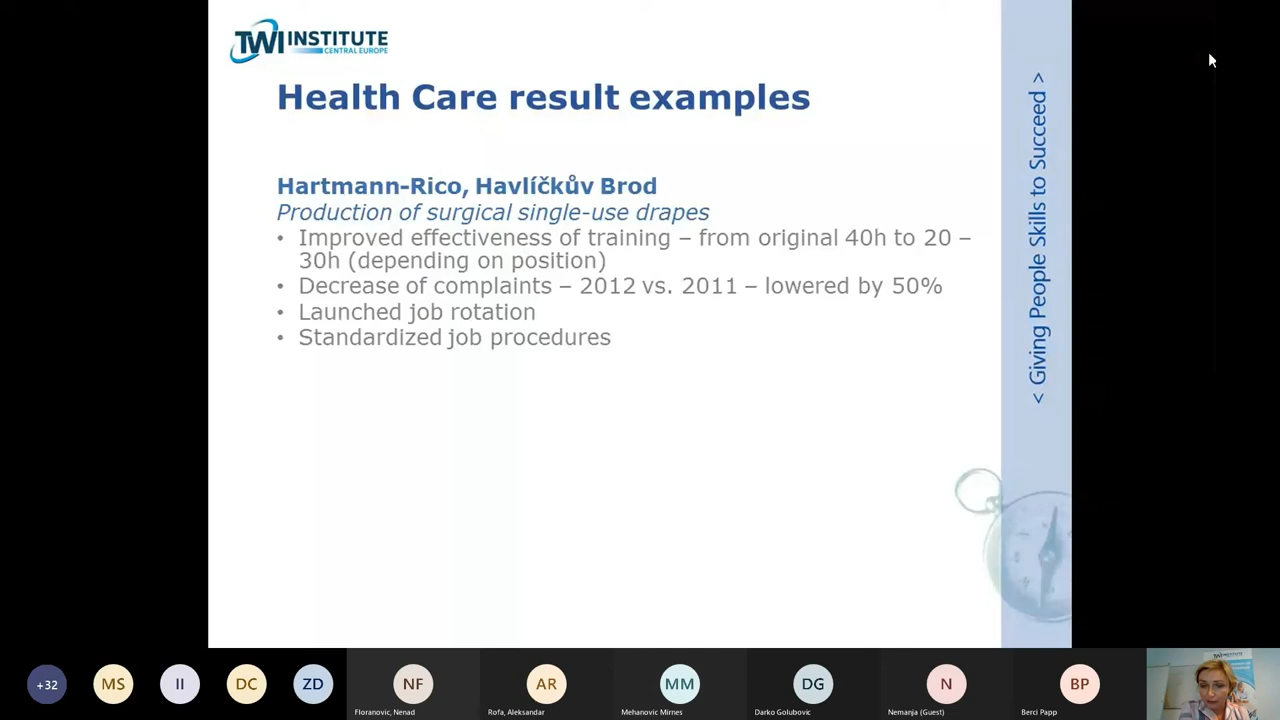 TWI INSTITUTE
CENTRAL EUROPE
Health Care result examples
Hartmann-Rico, Havlíčkův Brod
Production of surgical single-use drapes
• Improved effectiveness of training – from original 40h to 20 –
30h (depending on position)
• Decrease of complaints – 2012 vs. 2011 – lowered by 50%
• Launched job rotation
• Standardized job procedures
< Giving People Skills to Succeed >
+32
MS
II
DC
ZD
NF
Floranovic, Nenad
AR
Rofa, Aleksandar
MM
Mehanovic Mirnes
DG
Darko Golubovic
N
Nemanja (Guest)
BP
Berci Papp